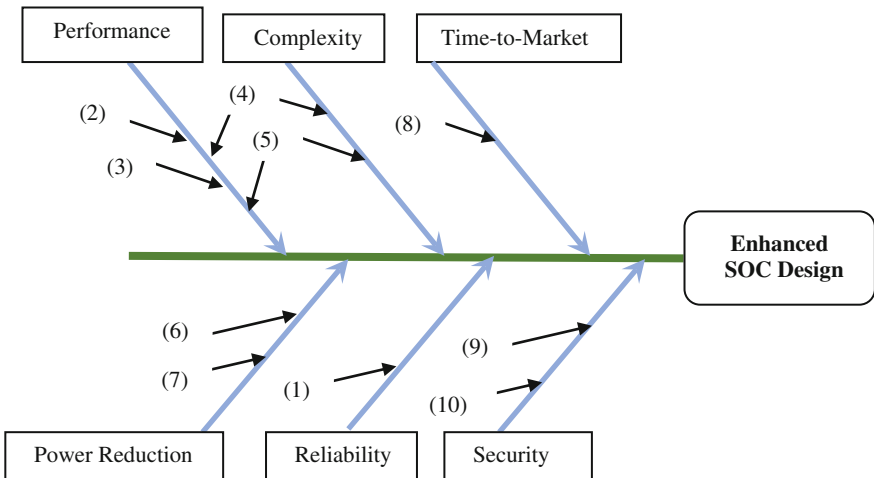 Performance
Complexity
Time-to-Market
(2)
(4)
(3)
(5)
(8)
Enhanced
SOC Design
(6)
(7)
(1)
(9)
(10)
Power Reduction
Reliability
Security